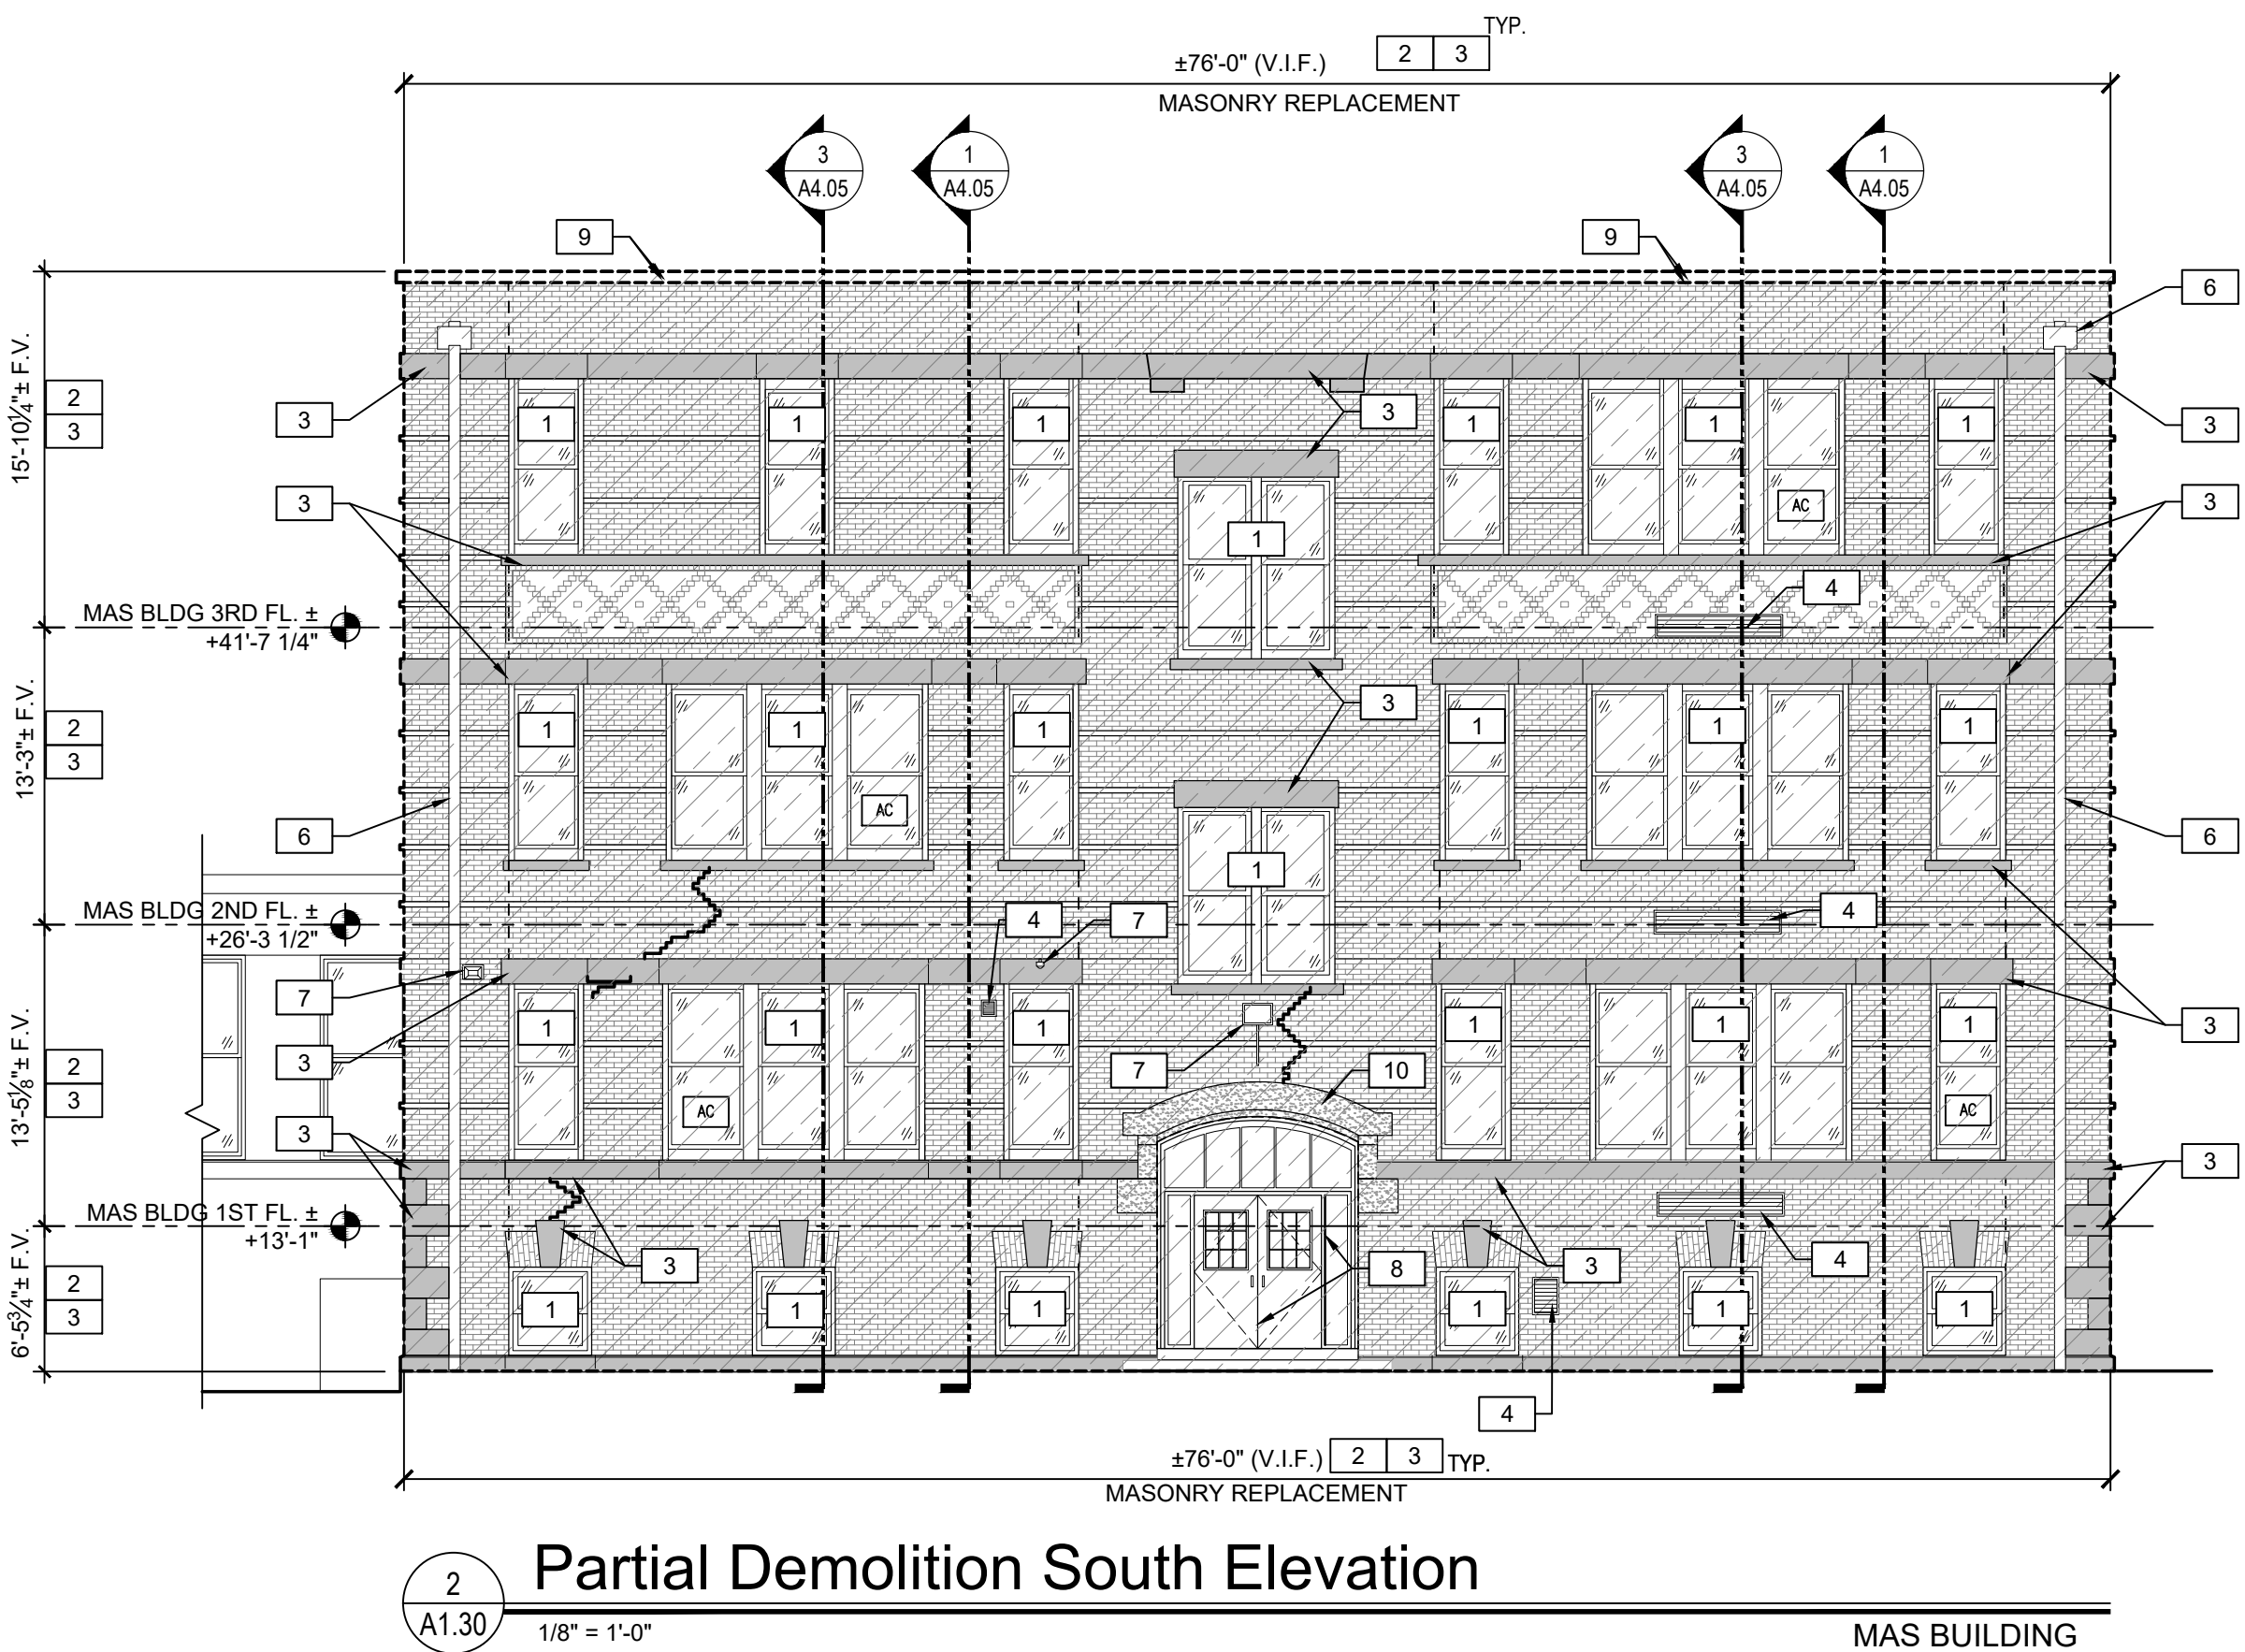 TYP.
±76'-0" (V.I.F.) 2 3
MASONRY REPLACEMENT
3 1 3 1
A4.05 A4.05 A4.05 A4.05
9 9
6
15'-10¼"± F.V.
2
3
3 3 3
1 1 1 1 1 1
3 3
AC
1
4
MAS BLDG 3RD FL. ±
+41'-7 1/4"
13'-3"± F.V.
2
3
3
1 1 1 1 1 1
AC
6 6
1
MAS BLDG 2ND FL. ±
+26'-3 1/2"
4 7 4
7
13'-5⅛"± F.V.
2
3
3
1 1 1 1 1 1
3
7 10
AC AC
3 3
MAS BLDG 1ST FL. ±
+13'-1"
6'-5¾"± F.V.
2
3
3 8 3 4
1 1 1 1 1 1
4
±76'-0" (V.I.F.) 2 3 TYP.
MASONRY REPLACEMENT
2
A1.30
Partial Demolition South Elevation
1/8" = 1'-0"
MAS BUILDING